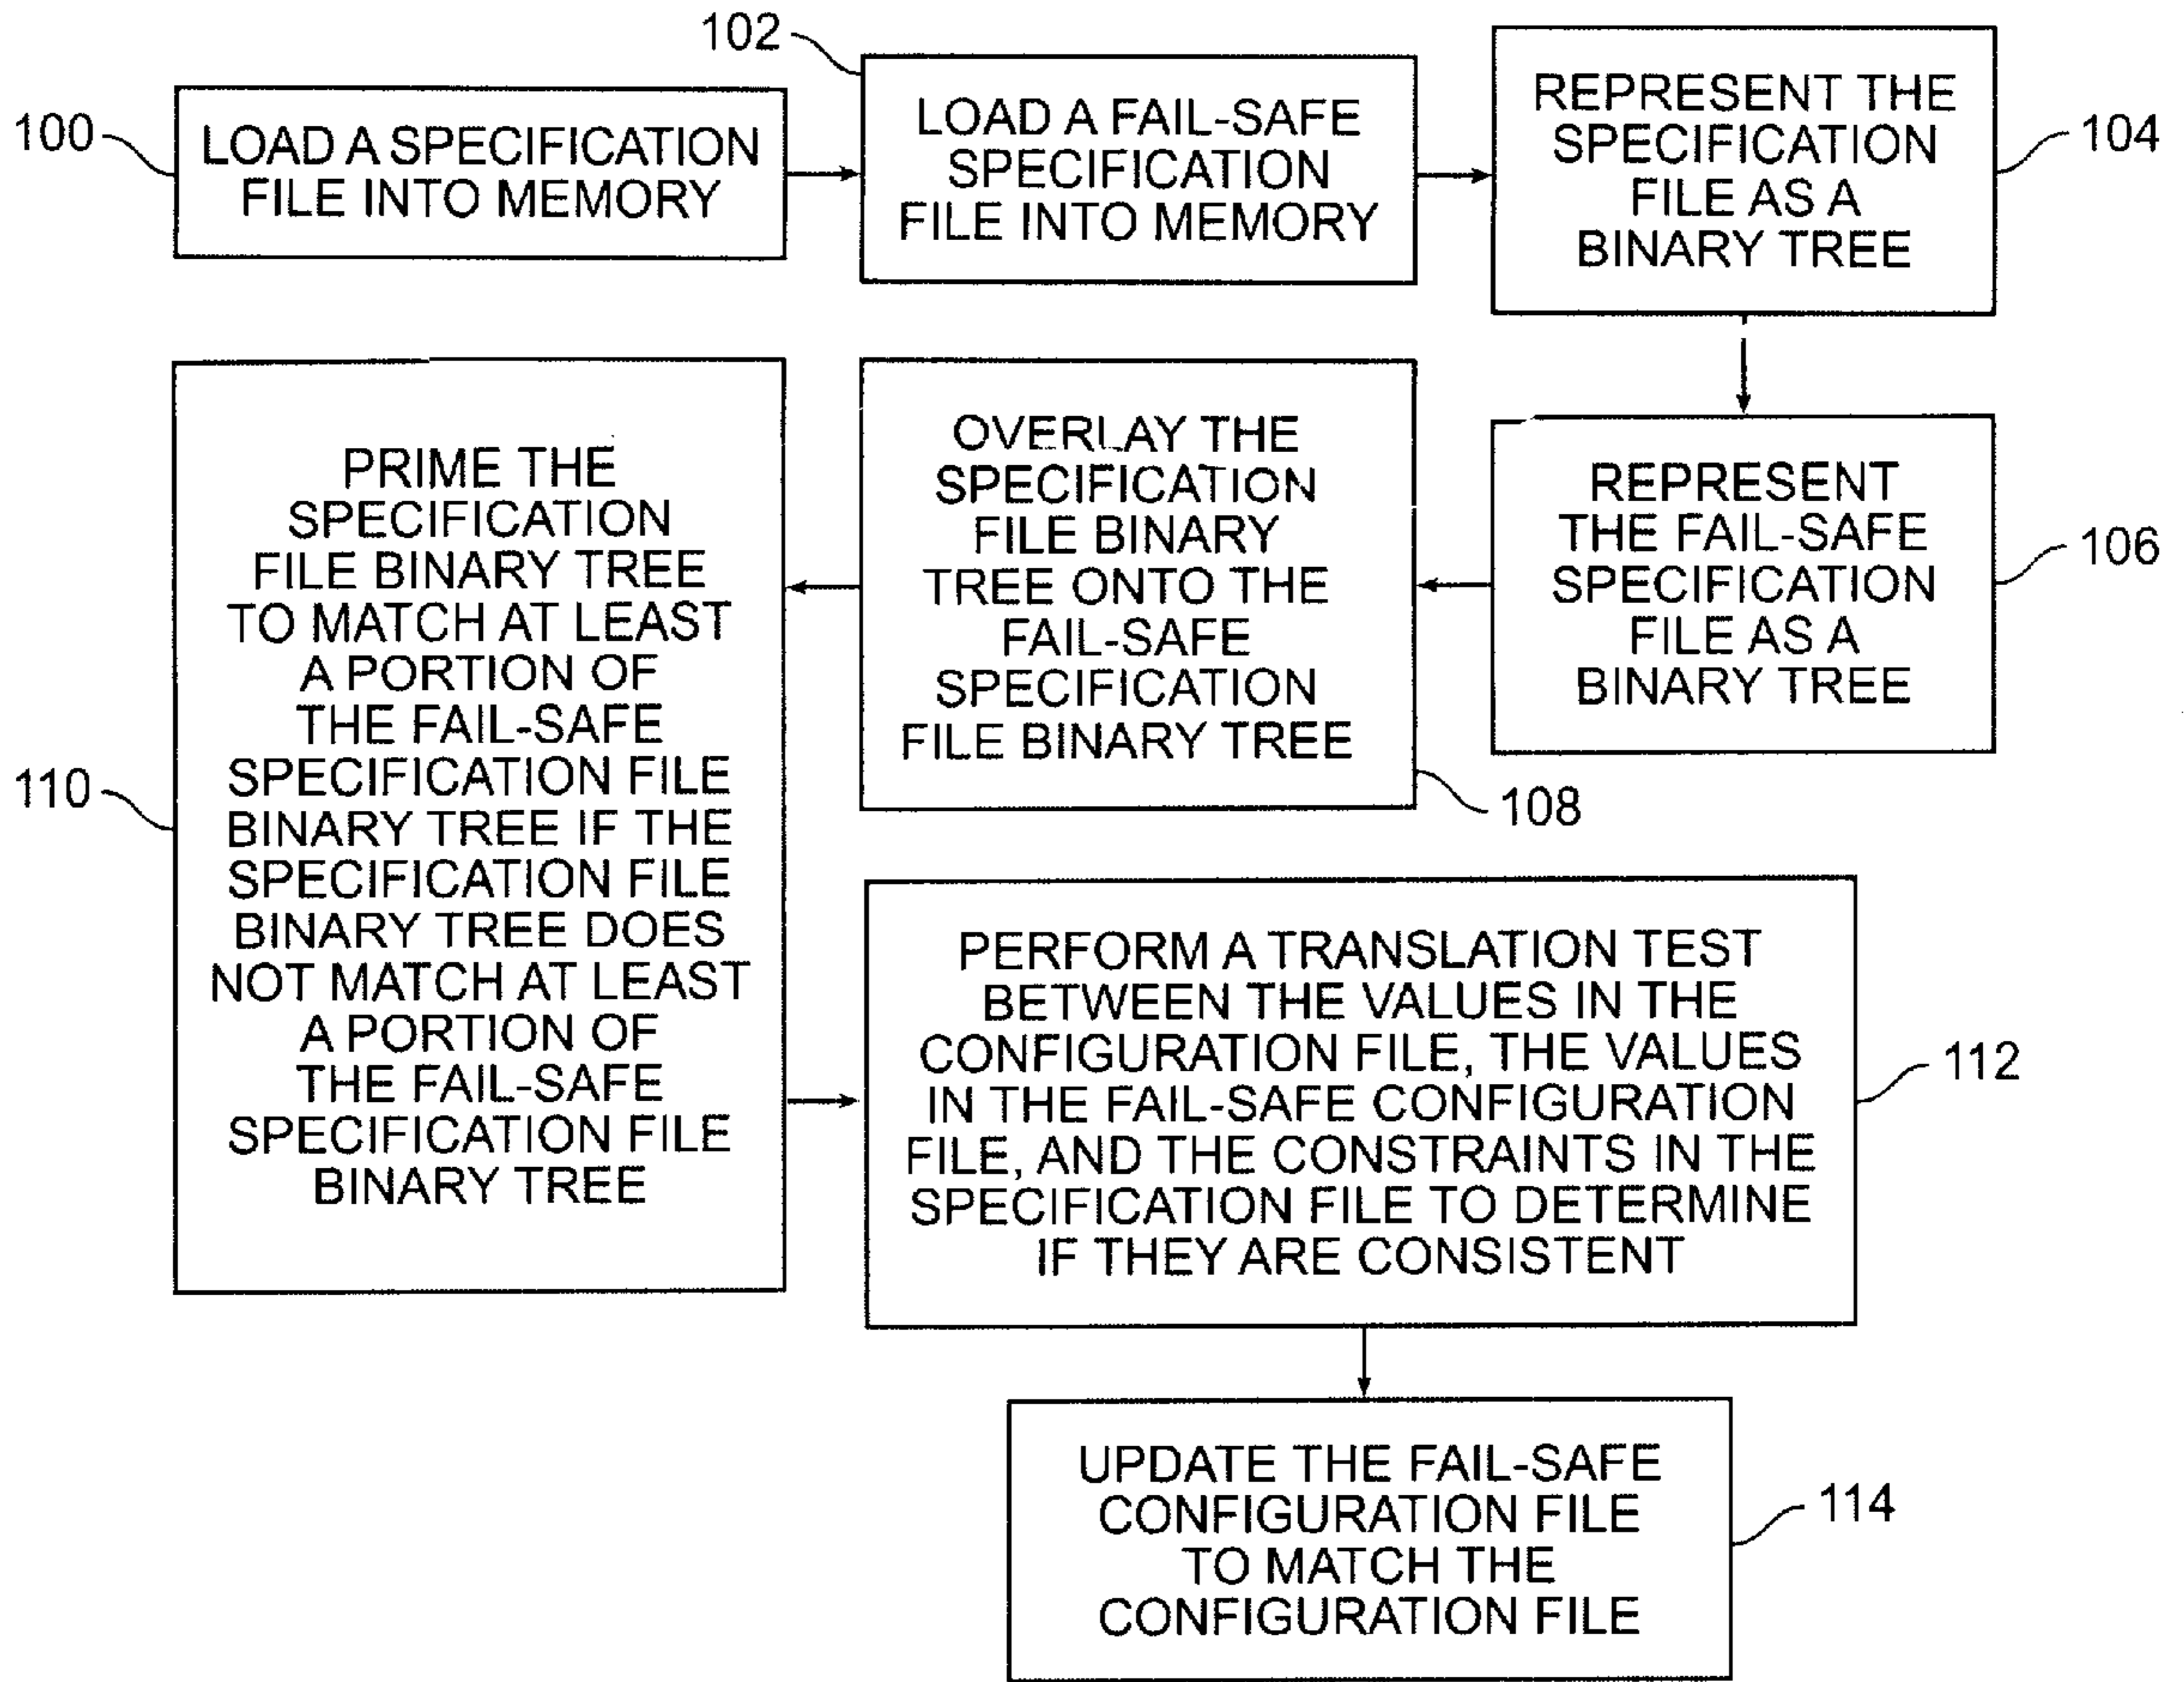 100
LOAD A SPECIFICATION
FILE INTO MEMORY
102
LOAD A FAIL-SAFE
SPECIFICATION
FILE INTO MEMORY
REPRESENT THE
SPECIFICATION
FILE AS A
BINARY TREE
104
REPRESENT
THE FAIL-SAFE
SPECIFICATION
FILE AS A
BINARY TREE
106
OVERLAY THE
SPECIFICATION
FILE BINARY
TREE ONTO THE
FAIL-SAFE
SPECIFICATION
FILE BINARY TREE
108
110
PRIME THE
SPECIFICATION
FILE BINARY TREE
TO MATCH AT LEAST
A PORTION OF
THE FAIL-SAFE
SPECIFICATION FILE
BINARY TREE IF THE
SPECIFICATION FILE
BINARY TREE DOES
NOT MATCH AT LEAST
A PORTION OF
THE FAIL-SAFE
SPECIFICATION FILE
BINARY TREE
PERFORM A TRANSLATION TEST
BETWEEN THE VALUES IN THE
CONFIGURATION FILE, THE VALUES
IN THE FAIL-SAFE CONFIGURATION
FILE, AND THE CONSTRAINTS IN THE
SPECIFICATION FILE TO DETERMINE
IF THEY ARE CONSISTENT
112
UPDATE THE FAIL-SAFE
CONFIGURATION FILE
TO MATCH THE
CONFIGURATION FILE
114